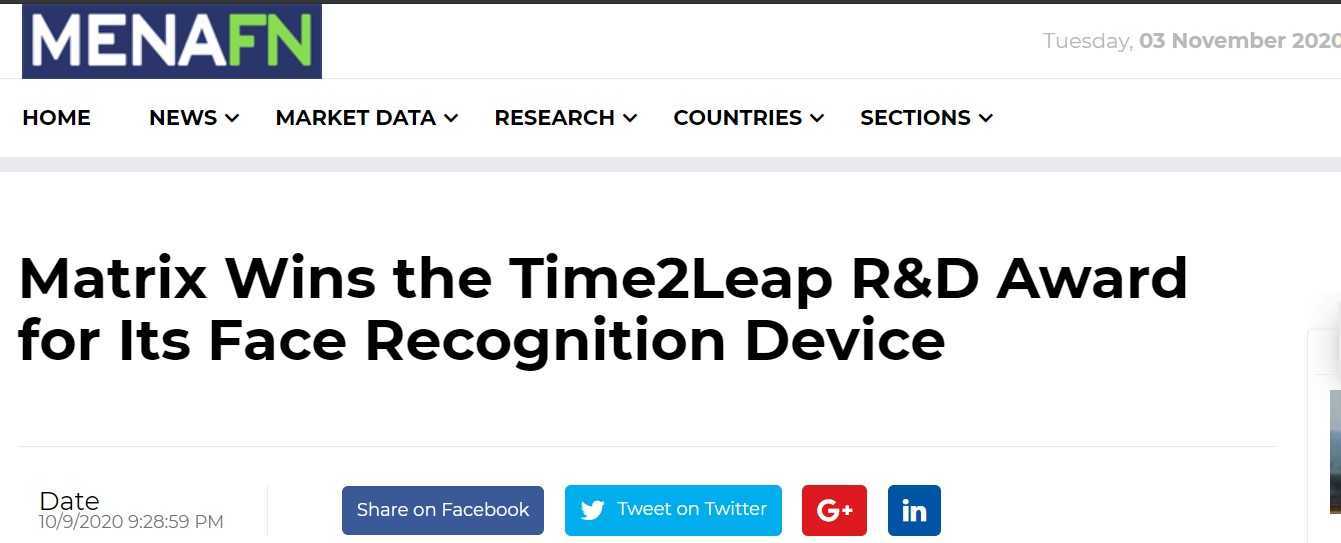 MENAFN
Tuesday, 03 November 2020
HOME NEWS MARKET DATA RESEARCH COUNTRIES SECTIONS
Matrix Wins the Time2Leap R&D Award
for Its Face Recognition Device
Date
10/9/2020 9:28:59 PM
Share on Facebook
Tweet on Twitter
G+
in